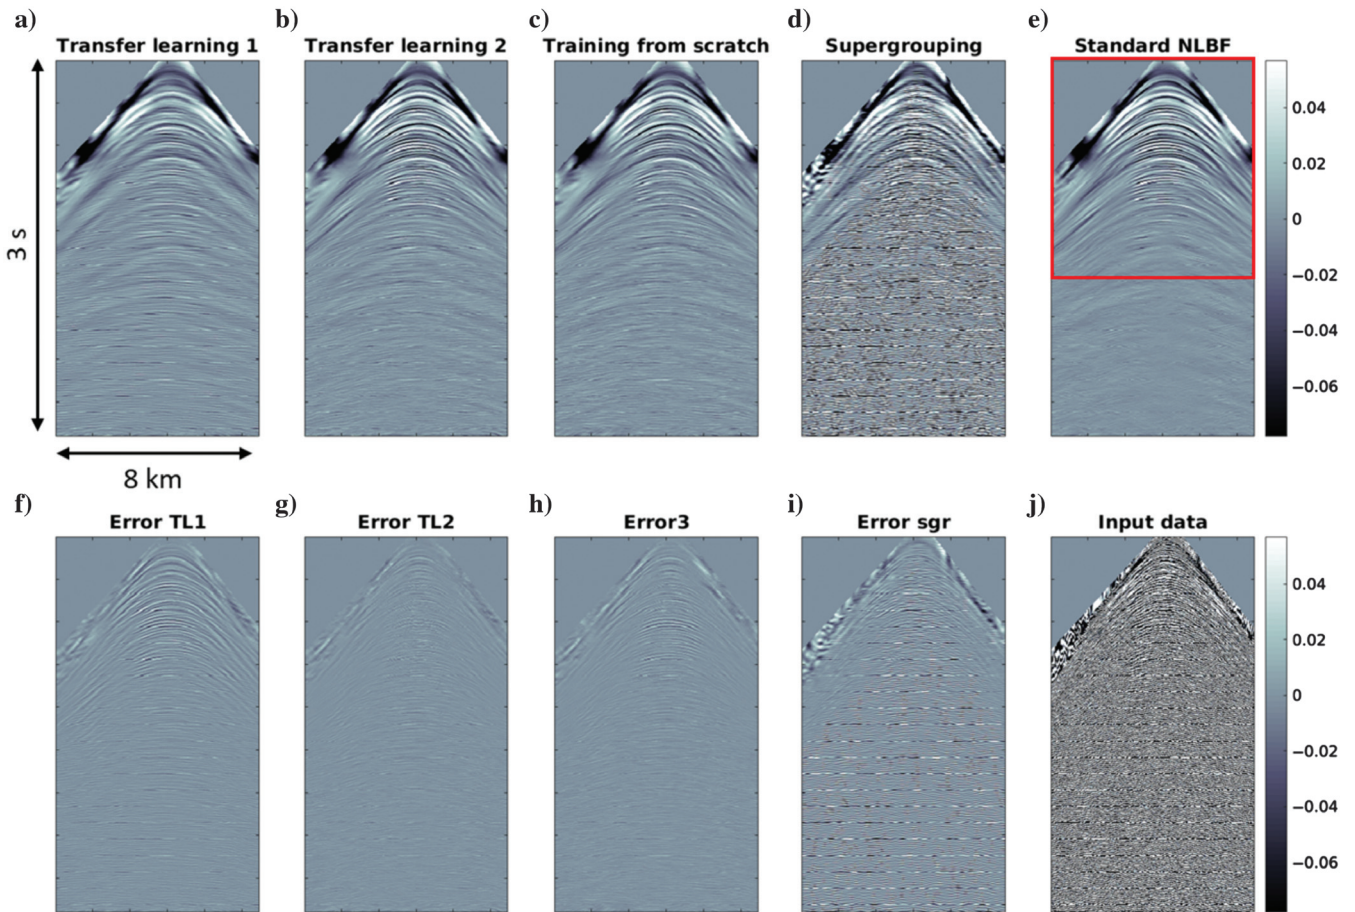 a)
b)
c)
d)
e)
Transfer learning 1
Transfer learning 2
Training from scratch
Supergrouping
Standard NLBF
3 s
0.04
0.02
0
−0.02
−0.04
−0.06
8 km
f)
g)
h)
i)
j)
Error TL1
Error TL2
Error3
Error sgr
Input data
0.04
0.02
0
−0.02
−0.04
−0.06